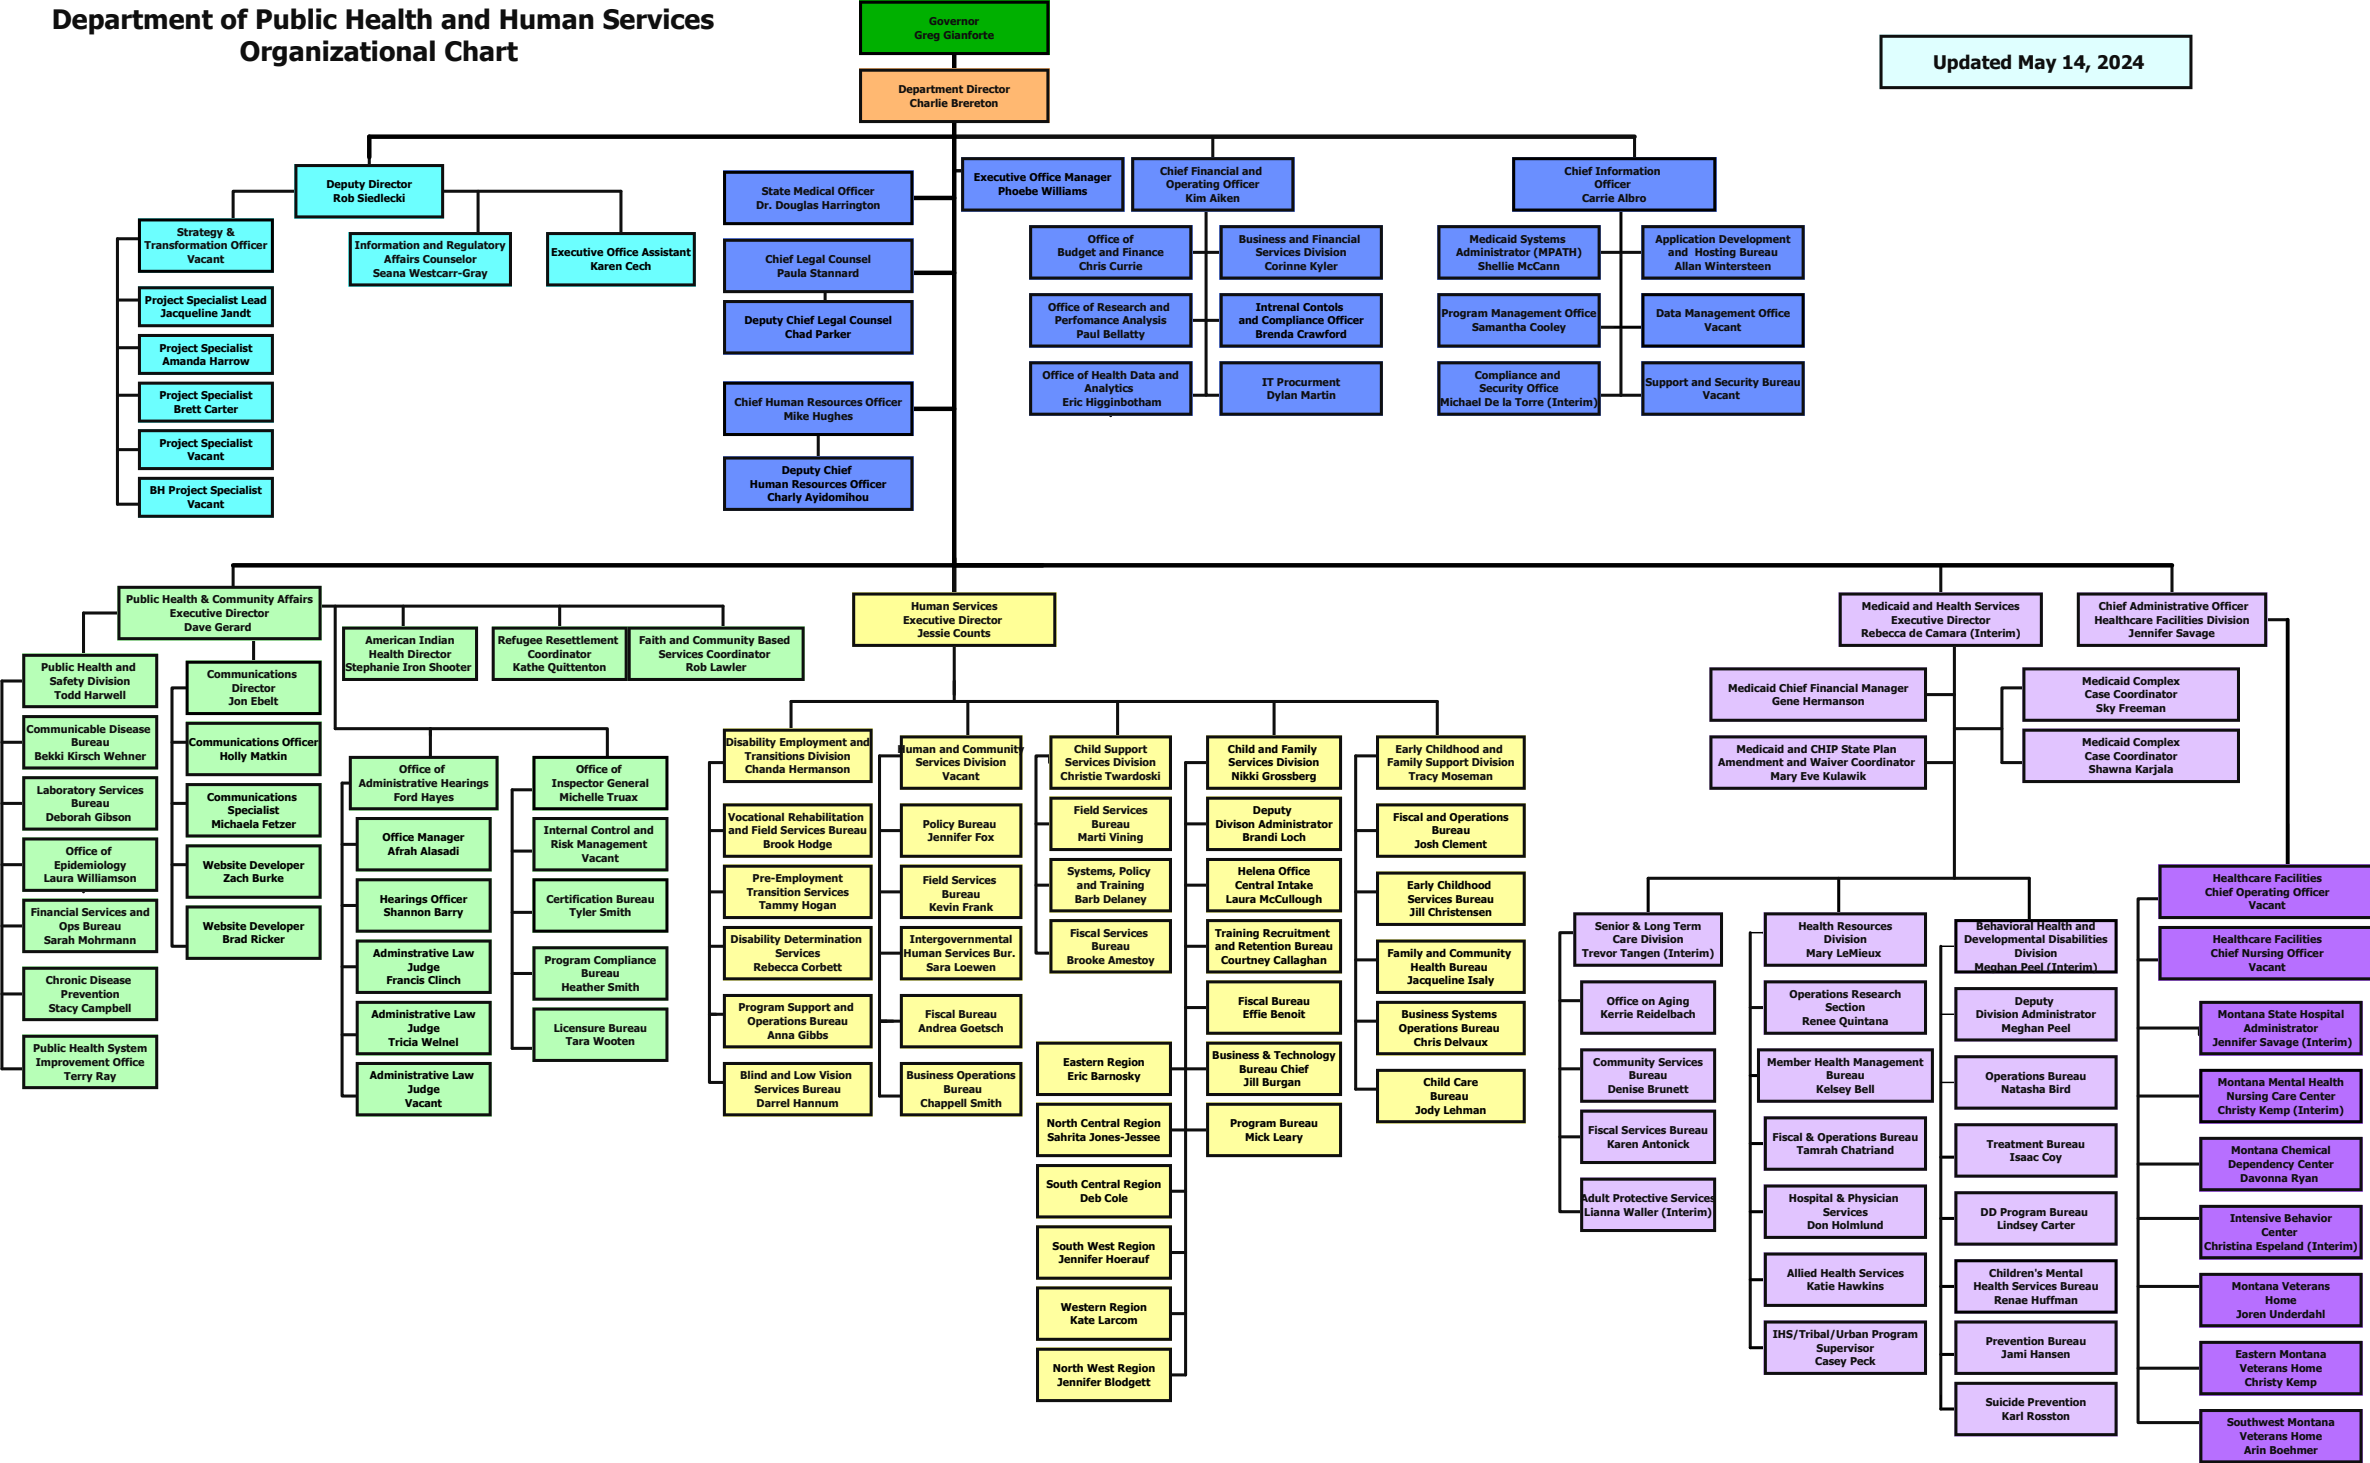 Department of Public Health and Human Services
Organizational Chart
Governor
Greg Gianforte
Updated May 14, 2024
Department Director
Charlie Brereton
Deputy Director
Rob Siedlecki
Strategy &
Transformation Officer
Vacant
Information and Regulatory
Affairs Counselor
Seana Westcarr-Gray
Executive Office Assistant
Karen Cech
Project Specialist Lead
Jacqueline Jandt
Project Specialist
Amanda Harrow
Project Specialist
Brett Carter
Project Specialist
Vacant
BH Project Specialist
Vacant
State Medical Officer
Dr. Douglas Harrington
Chief Legal Counsel
Paula Stannard
Deputy Chief Legal Counsel
Chad Parker
Chief Human Resources Officer
Mike Hughes
Deputy Chief
Human Resources Officer
Charly Ayidomihou
Executive Office Manager
Phoebe Williams
Chief Financial and
Operating Officer
Kim Aiken
Office of
Budget and Finance
Chris Currie
Business and Financial
Services Division
Corinne Kyler
Office of Research and
Perfomance Analysis
Paul Bellatty
Intrenal Contols
and Compliance Officer
Brenda Crawford
Office of Health Data and
Analytics
Eric Higginbotham
IT Procurment
Dylan Martin
Chief Information
Officer
Carrie Albro
Medicaid Systems
Administrator (MPATH)
Shellie McCann
Application Development
and Hosting Bureau
Allan Wintersteen
Program Management Office
Samantha Cooley
Data Management Office
Vacant
Compliance and
Security Office
Michael De la Torre (Interim)
Support and Security Bureau
Vacant
Public Health & Community Affairs
Executive Director
Dave Gerard
American Indian
Health Director
Stephanie Iron Shooter
Refugee Resettlement
Coordinator
Kathe Quittenton
Faith and Community Based
Services Coordinator
Rob Lawler
Public Health and
Safety Division
Todd Harwell
Communicable Disease
Bureau
Bekki Kirsch Wehner
Laboratory Services
Bureau
Deborah Gibson
Office of
Epidemiology
Laura Williamson
Financial Services and
Ops Bureau
Sarah Mohrmann
Chronic Disease
Prevention
Stacy Campbell
Public Health System
Improvement Office
Terry Ray
Communications
Director
Jon Ebelt
Communications Officer
Holly Matkin
Communications
Specialist
Michaela Fetzer
Website Developer
Zach Burke
Website Developer
Brad Ricker
Office of
Administrative Hearings
Ford Hayes
Office Manager
Afrah Alasadi
Hearings Officer
Shannon Barry
Adminstrative Law
Judge
Francis Clinch
Administrative Law
Judge
Tricia Welnel
Administrative Law
Judge
Vacant
Office of
Inspector General
Michelle Truax
Internal Control and
Risk Management
Vacant
Certification Bureau
Tyler Smith
Program Compliance
Bureau
Heather Smith
Licensure Bureau
Tara Wooten
Human Services
Executive Director
Jessie Counts
Disability Employment and
Transitions Division
Chanda Hermanson
Vocational Rehabilitation
and Field Services Bureau
Brook Hodge
Pre-Employment
Transition Services
Tammy Hogan
Disability Determination
Services
Rebecca Corbett
Program Support and
Operations Bureau
Anna Gibbs
Blind and Low Vision
Services Bureau
Darrel Hannum
Human and Community
Services Division
Vacant
Policy Bureau
Jennifer Fox
Field Services
Bureau
Kevin Frank
Intergovernmental
Human Services Bur.
Sara Loewen
Fiscal Bureau
Andrea Goetsch
Business Operations
Bureau
Chappell Smith
Child Support
Services Division
Christie Twardoski
Field Services
Bureau
Marti Vining
Systems, Policy
and Training
Barb Delaney
Fiscal Services
Bureau
Brooke Amestoy
Child and Family
Services Division
Nikki Grossberg
Deputy
Divison Administrator
Brandi Loch
Helena Office
Central Intake
Laura McCullough
Training Recruitment
and Retention Bureau
Courtney Callaghan
Fiscal Bureau
Effie Benoit
Business & Technology
Bureau Chief
Jill Burgan
Program Bureau
Mick Leary
Eastern Region
Eric Barnosky
North Central Region
Sahrita Jones-Jessee
South Central Region
Deb Cole
South West Region
Jennifer Hoerauf
Western Region
Kate Larcom
North West Region
Jennifer Blodgett
Early Childhood and
Family Support Division
Tracy Moseman
Fiscal and Operations
Bureau
Josh Clement
Early Childhood
Services Bureau
Jill Christensen
Family and Community
Health Bureau
Jacqueline Isaly
Business Systems
Operations Bureau
Chris Delvaux
Child Care
Bureau
Jody Lehman
Medicaid and Health Services
Executive Director
Rebecca de Camara (Interim)
Medicaid Chief Financial Manager
Gene Hermanson
Medicaid and CHIP State Plan
Amendment and Waiver Coordinator
Mary Eve Kulawik
Medicaid Complex
Case Coordinator
Sky Freeman
Medicaid Complex
Case Coordinator
Shawna Karjala
Senior & Long Term
Care Division
Trevor Tangen (Interim)
Office on Aging
Kerrie Reidelbach
Community Services
Bureau
Denise Brunett
Fiscal Services Bureau
Karen Antonick
Adult Protective Services
Lianna Waller (Interim)
Health Resources
Division
Mary LeMieux
Operations Research
Section
Renee Quintana
Member Health Management
Bureau
Kelsey Bell
Fiscal & Operations Bureau
Tamrah Chatriand
Hospital & Physician
Services
Don Holmlund
Allied Health Services
Katie Hawkins
IHS/Tribal/Urban Program
Supervisor
Casey Peck
Behavioral Health and
Developmental Disabilities
Division
Meghan Peel (Interim)
Deputy
Division Administrator
Meghan Peel
Operations Bureau
Natasha Bird
Treatment Bureau
Isaac Coy
DD Program Bureau
Lindsey Carter
Children's Mental
Health Services Bureau
Renae Huffman
Prevention Bureau
Jami Hansen
Suicide Prevention
Karl Rosston
Chief Administrative Officer
Healthcare Facilities Division
Jennifer Savage
Healthcare Facilities
Chief Operating Officer
Vacant
Healthcare Facilities
Chief Nursing Officer
Vacant
Montana State Hospital
Administrator
Jennifer Savage (Interim)
Montana Mental Health
Nursing Care Center
Christy Kemp (Interim)
Montana Chemical
Dependency Center
Davonna Ryan
Intensive Behavior
Center
Christina Espeland (Interim)
Montana Veterans
Home
Joren Underdahl
Eastern Montana
Veterans Home
Christy Kemp
Southwest Montana
Veterans Home
Arin Boehmer